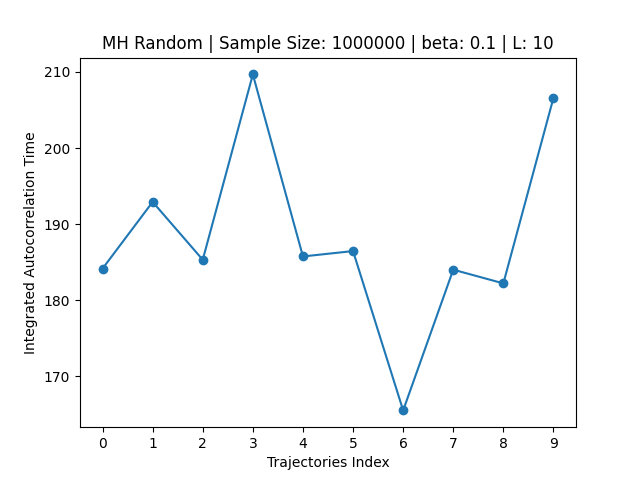 MH Random | Sample Size: 1000000 | beta: 0.1 | L: 10
Integrated Autocorrelation Time
210
200
190
180
170
0 1 2 3 4 5 6 7 8 9
Trajectories Index